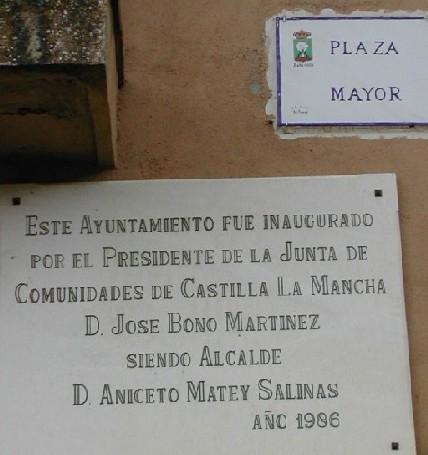 PLAZA
MAYOR
ESTE AYUNTAMIENTO FUE INAUGURADO
POR EL PRESIDENTE DE LA JUNTA DE
COMUNIDADES DE CASTILLA LA MANCHA
D. JOSE BONO MARTINEZ
SIENDO ALCALDE
D. ANICETO MATEY SALINAS
AÑO 1986